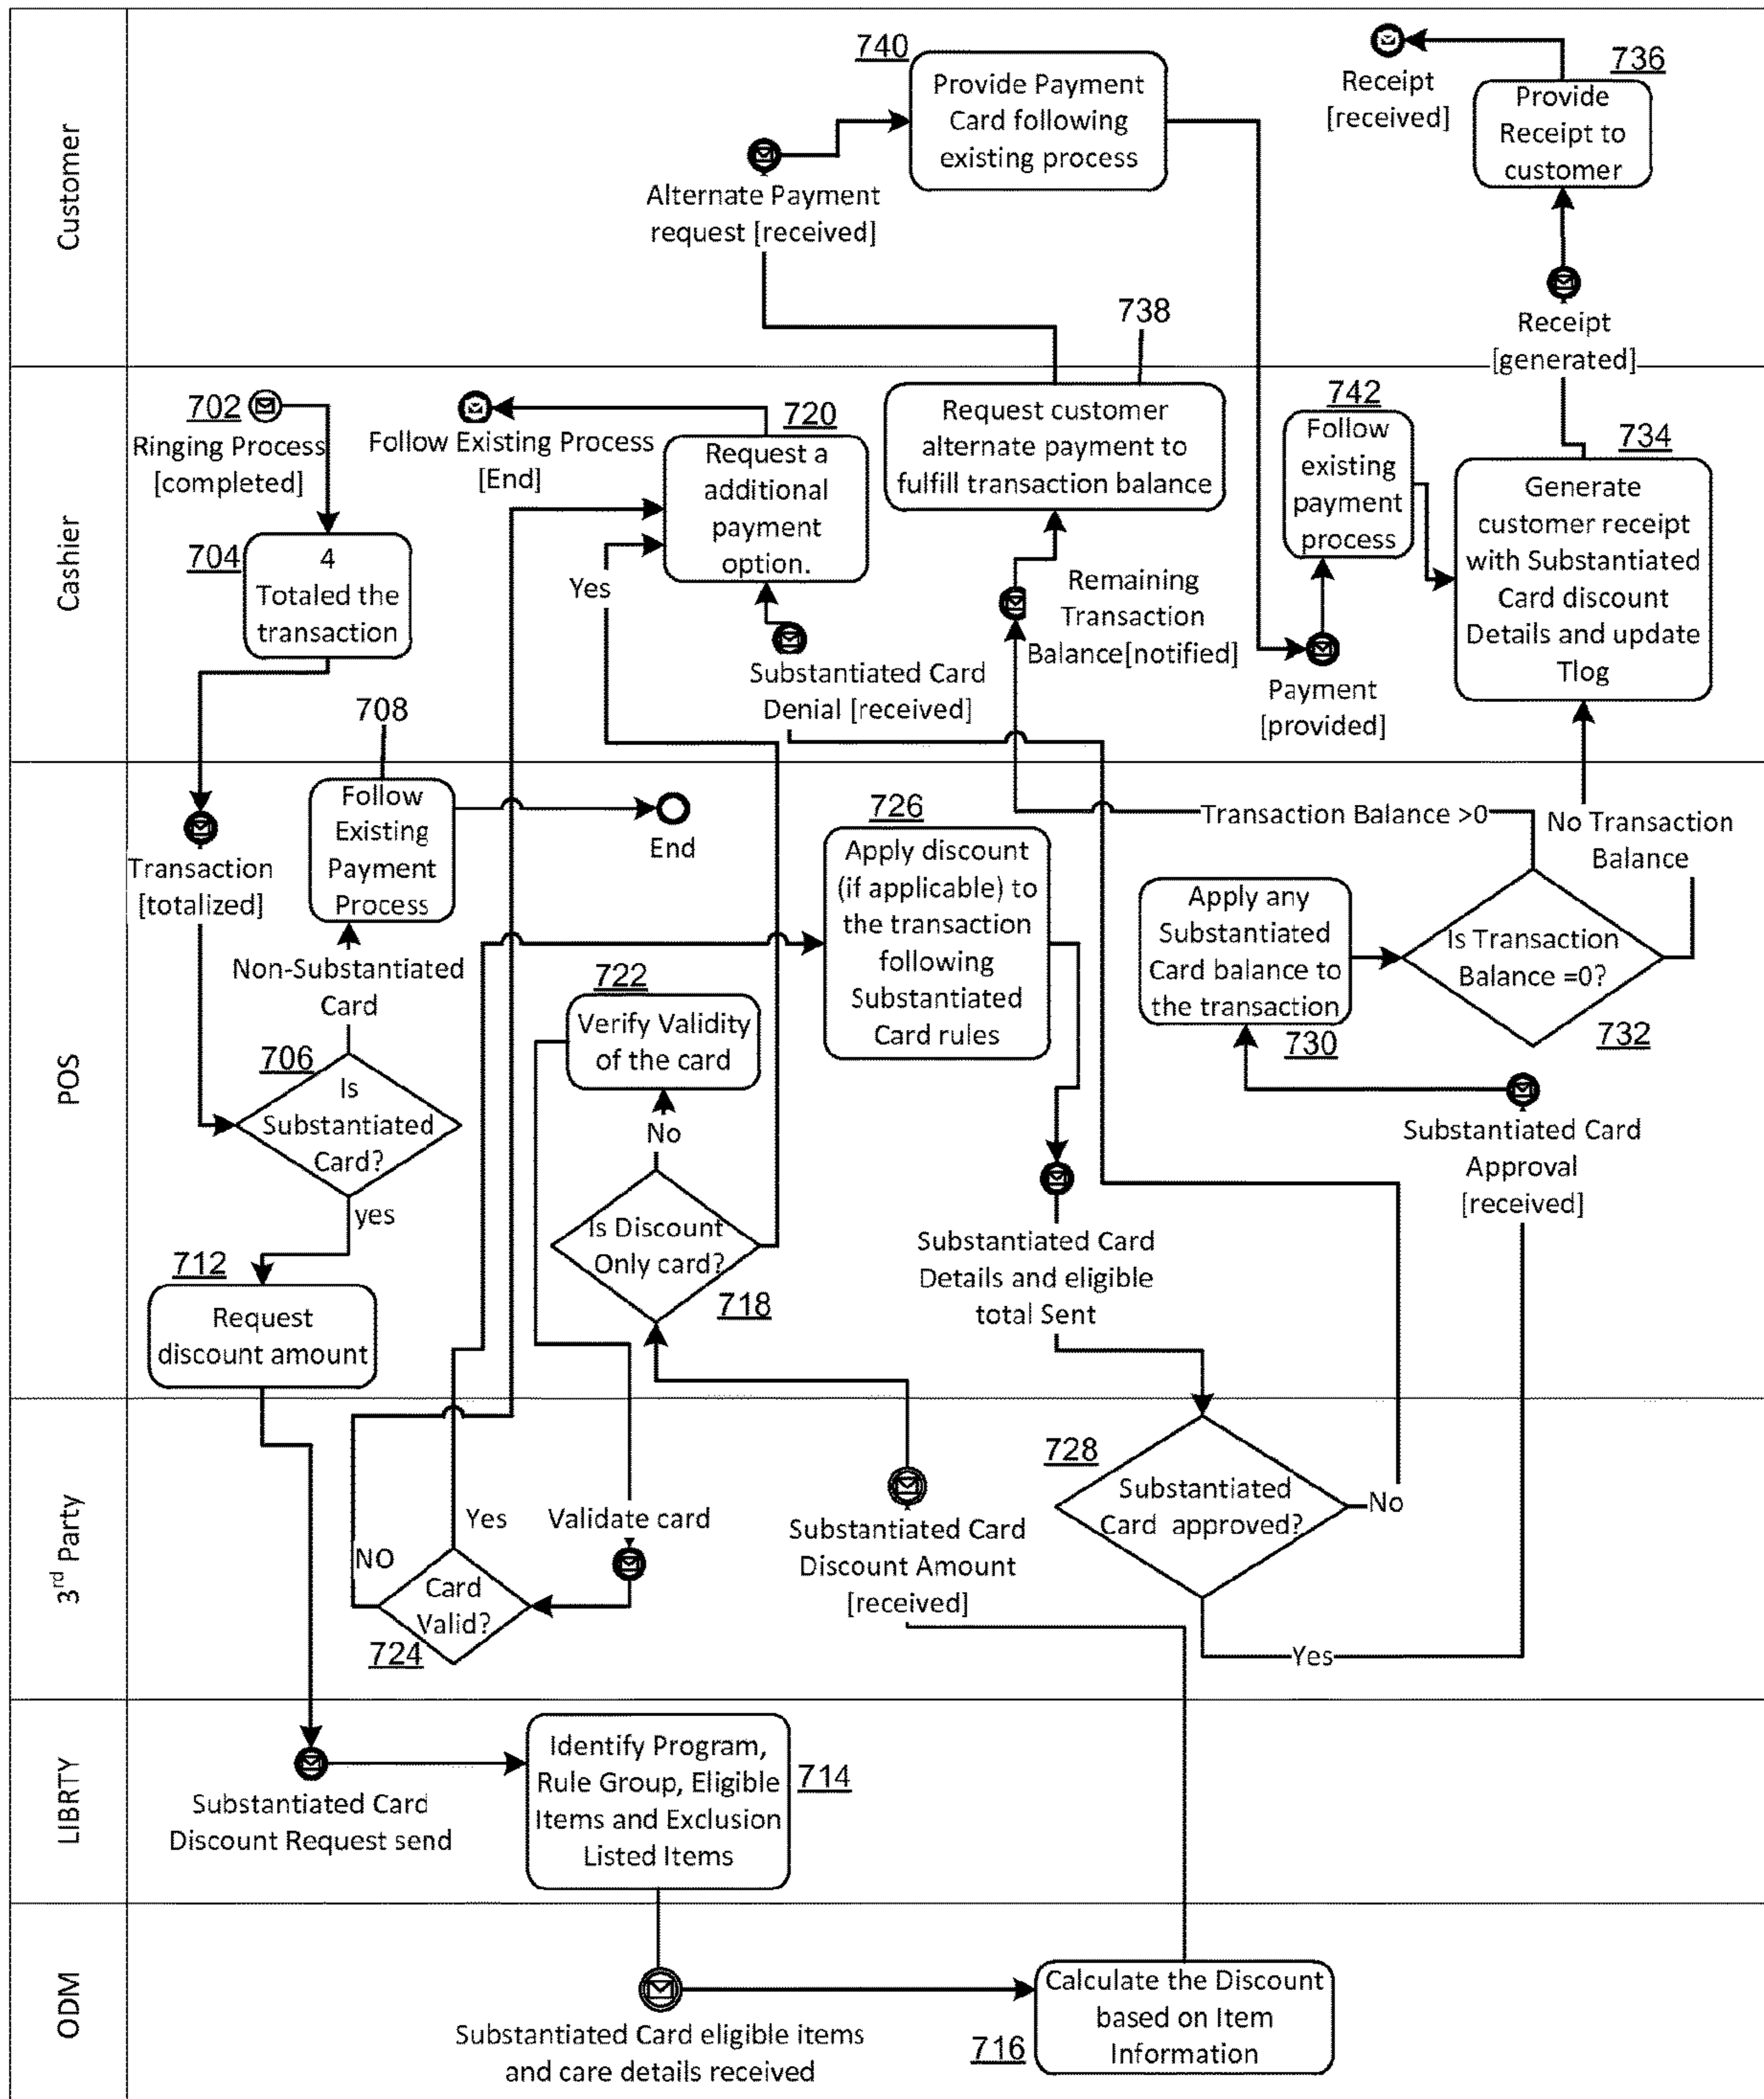 Customer
740
Provide Payment
Card following
existing process
Alternate Payment
request [received]
Receipt
[received]
736
Provide
Receipt to
customer
Receipt
[generated]
738
Cashier
702
Ringing Process
[completed]
704
4
Totaled the
transaction
Follow Existing Process
[End]
720
Request a
additional
payment
option.
Yes
Substantiated Card
Denial [received]
Request customer
alternate payment to
fulfill transaction balance
Remaining
Transaction
Balance[notified]
742
Follow
existing
payment
process
Payment
[provided]
734
Generate
customer receipt
with Substantiated
Card discount
Details and update
Tlog
708
POS
Transaction
[totalized]
Follow
Existing
Payment
Process
End
Non-Substantiated
Card
706
Is
Substantiated
Card?
yes
712
Request
discount amount
722
Verify Validity
of the card
No
Is Discount
Only card?
718
726
Apply discount
(if applicable) to
the transaction
following
Substantiated
Card rules
Substantiated Card
Details and eligible
total Sent
Transaction Balance >0
No Transaction
Balance
Apply any
Substantiated
Card balance to
the transaction
730
Is Transaction
Balance =0?
732
Substantiated Card
Approval
[received]
3rd Party
NO
Yes
Validate card
Card
Valid?
724
Substantiated Card
Discount Amount
[received]
728
Substantiated
Card approved?
No
Yes
LIBRTY
Substantiated Card
Discount Request send
Identify Program,
Rule Group, Eligible
Items and Exclusion
Listed Items
714
ODM
Substantiated Card eligible items
and care details received
Calculate the Discount
based on Item
Information
716